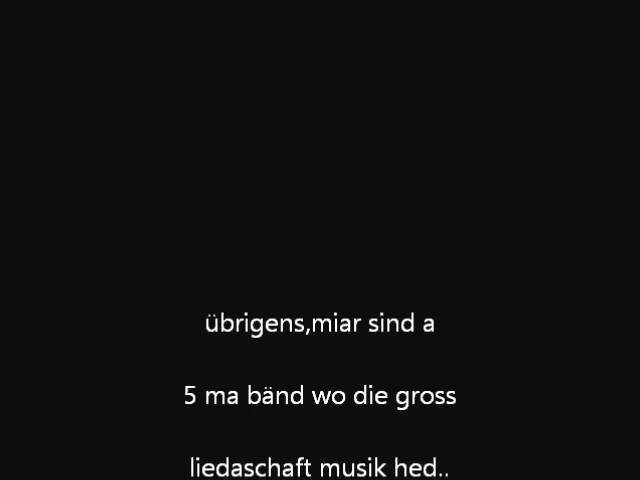 übrigens,miar sind a
5 ma bänd wo die gross
liedaschaft musik hed..